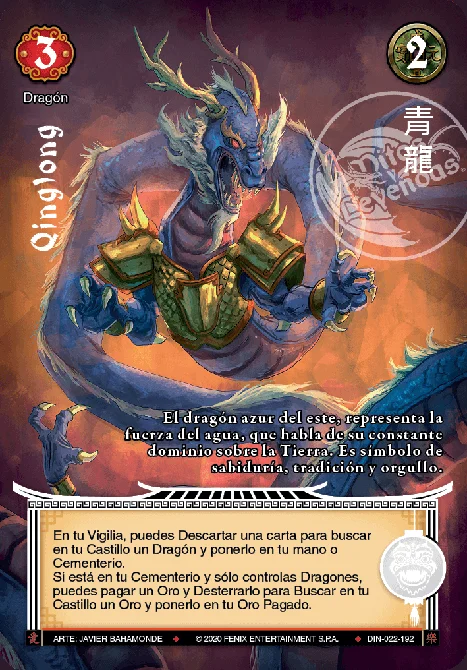 3
2
Dragón
Qinglong
青龍
Mitos
Devenous
El dragón azur del este, representa la
fuerza del agua, que habla de su constante
dominio sobre la Tierra. Es símbolo de
sabiduría, tradición y orgullo.
En tu Vigilia, puedes Descartar una carta para buscar
en tu Castillo un Dragón y ponerlo en tu mano o
Cementerio.
Si está en tu Cementerio y sólo controlas Dragones,
puedes pagar un Oro y Desterrarlo para Buscar en tu
Castillo un Oro y ponerlo en tu Oro Pagado.
ARTE: JAVIER BAHAMONDE ◆ © 2020 FENIX ENTERTAINMENT S.P.A. ◆ DIN-022-192